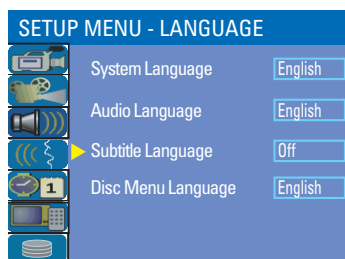 SETUP MENU - LANGUAGE
System Language English
Audio Language English
Subtitle Language Off
Disc Menu Language English
1